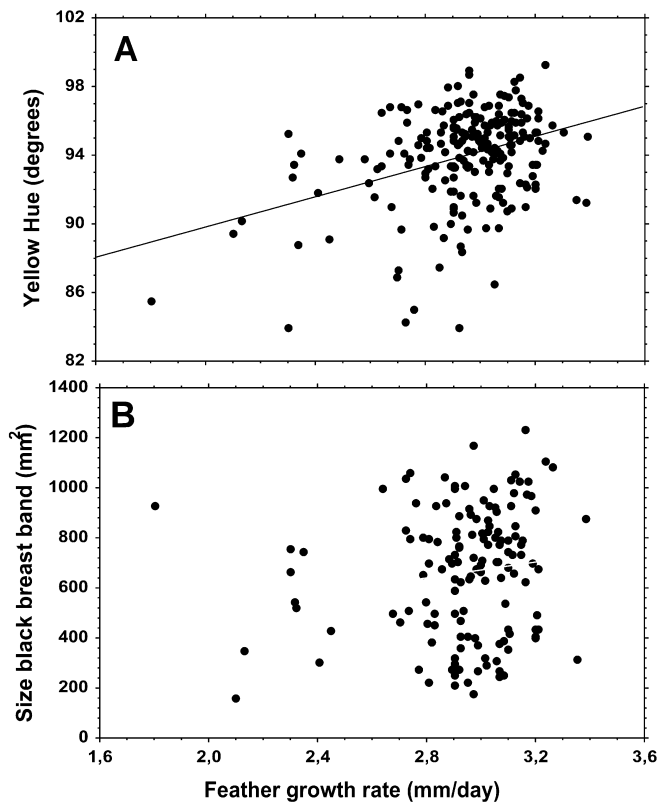 A
102
98
94
90
86
82
Yellow Hue (degrees)
B
1400
1200
1000
800
600
400
200
0
Size black breast band (mm²)
1,6 2,0 2,4 2,8 3,2 3,6
Feather growth rate (mm/day)